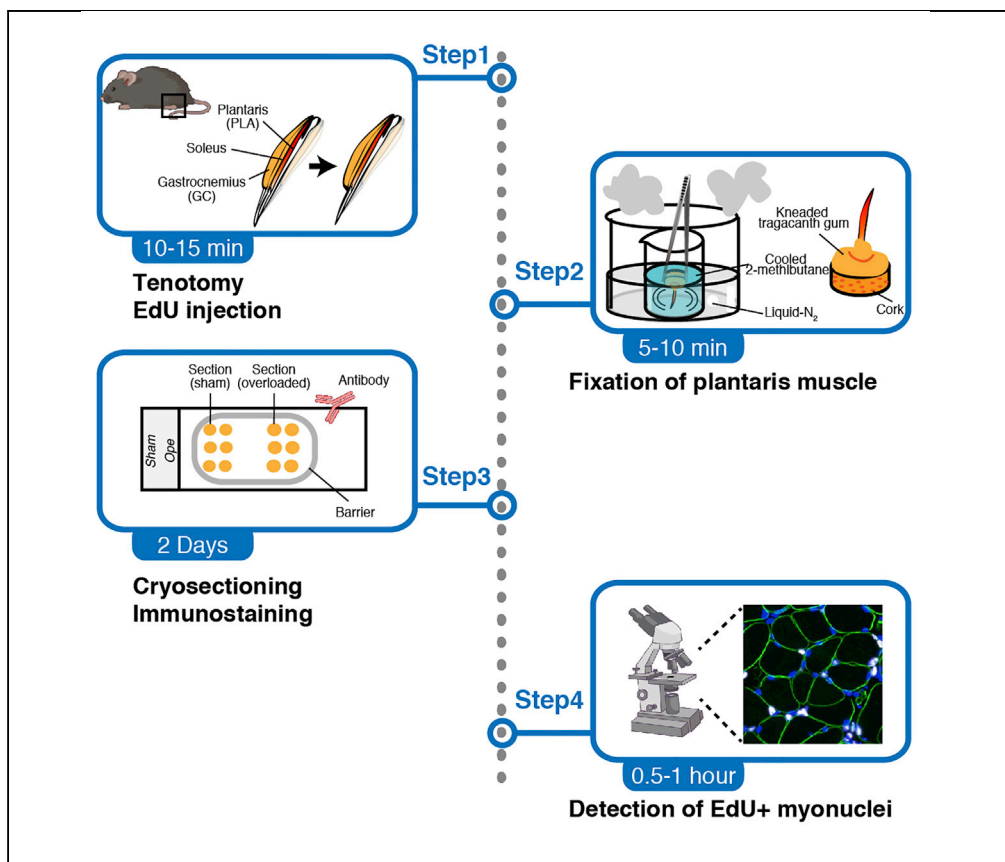 Step1
Plantaris
(PLA)
Soleus
Gastrocnemius
(GC)
10-15 min
Tenotomy
EdU injection
Step2
Kneaded
tragacanth gum
Cooled
2-methlbutane
Liquid-N₂
Cork
5-10 min
Fixation of plantaris muscle
Step3
Section
(sham)
Section
(overloaded)
Antibody
Sham
Ope
Barrier
2 Days
Cryosectioning
Immunostaining
Step4
0.5-1 hour
Detection of EdU+ myonuclei